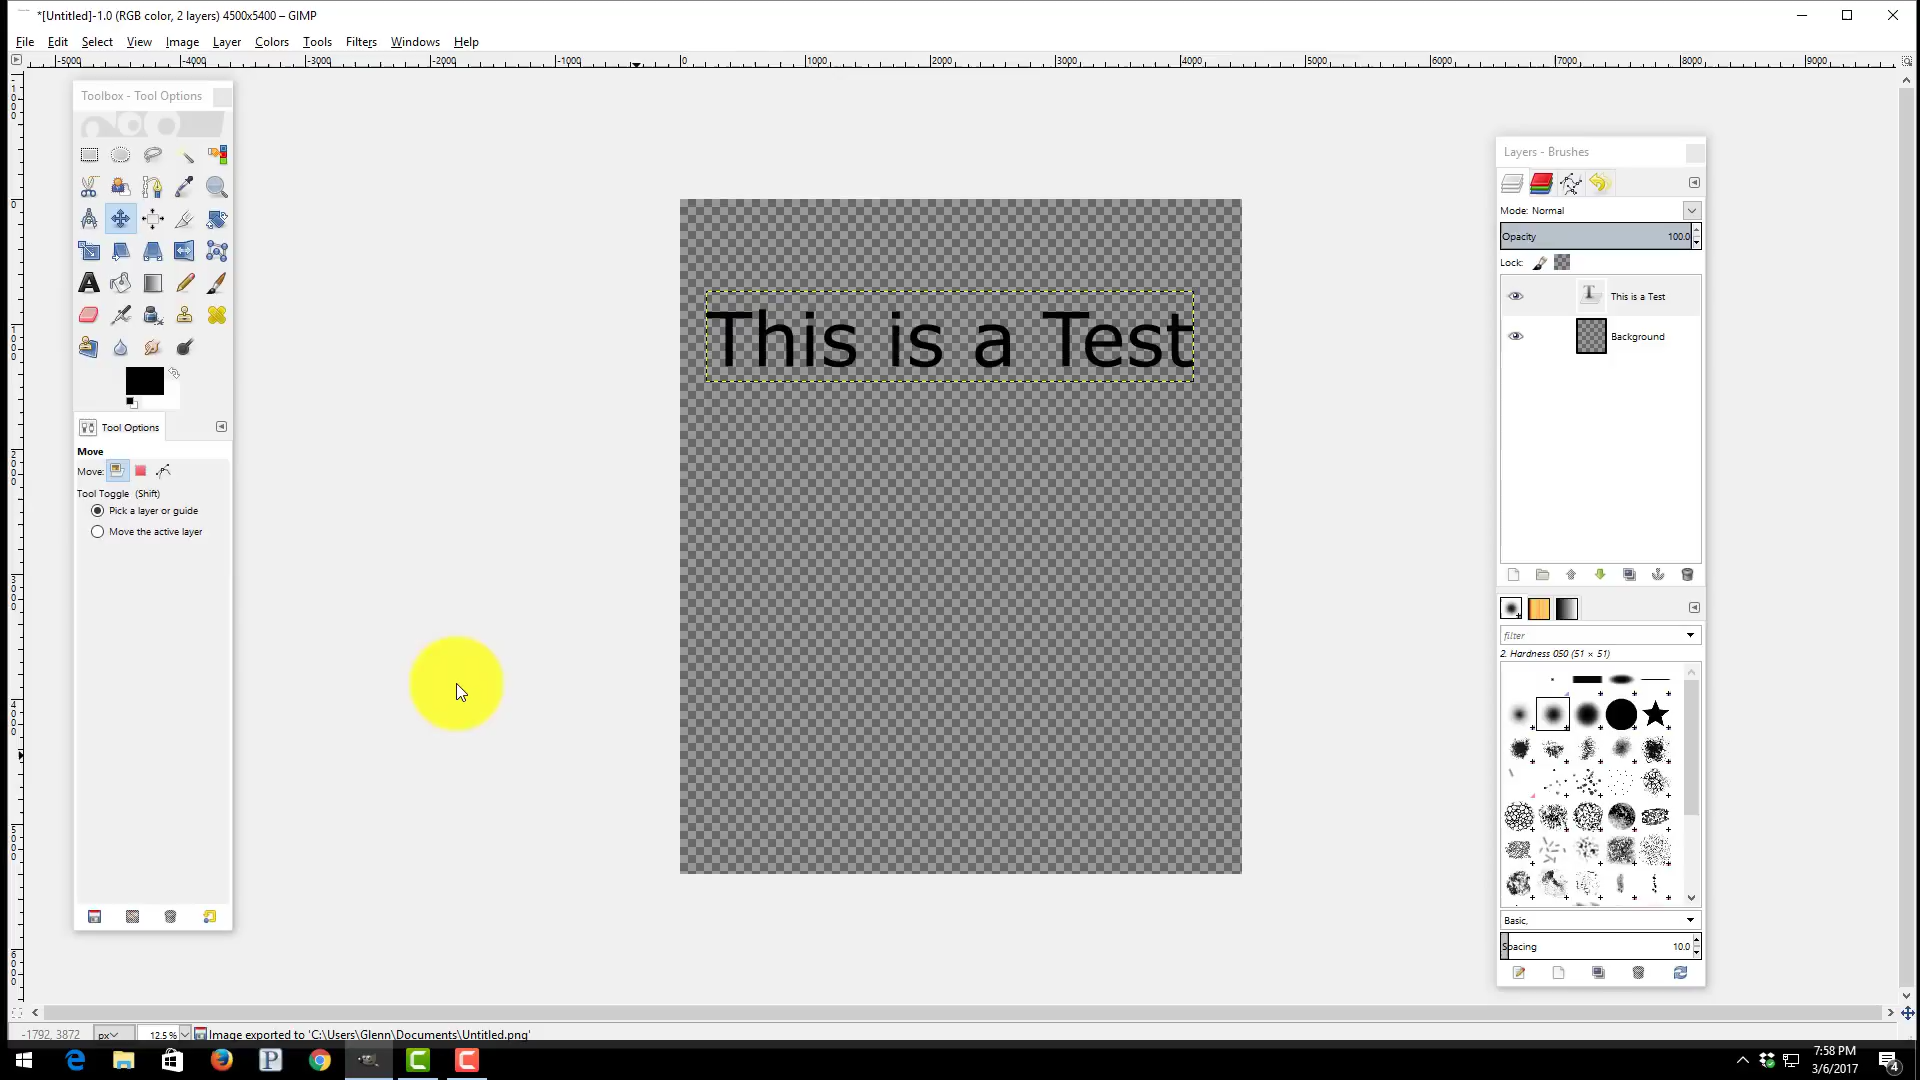 *[Untitled]-1.0 (RGB color, 2 layers) 4500x5400 – GIMP
File Edit Select View Image Layer Colors Tools Filters Windows Help
-5000 -4000 -3000 -2000 -1000 0 1000 2000 3000 4000 5000 6000 7000 8000 9000
Toolbox - Tool Options
Tool Options
Move
Move:
Tool Toggle (Shift)
Pick a layer or guide
Move the active layer
This is a Test
Layers - Brushes
Mode: Normal
Opacity 100.0
Lock:
This is a Test
Background
filter
2. Hardness 050 (51 × 51)
Basic,
Spacing 10.0
-1792, 3872 px 12.5 % Image exported to 'C:\Users\Glenn\Documents\Untitled.png'
7:58 PM
3/6/2017
4